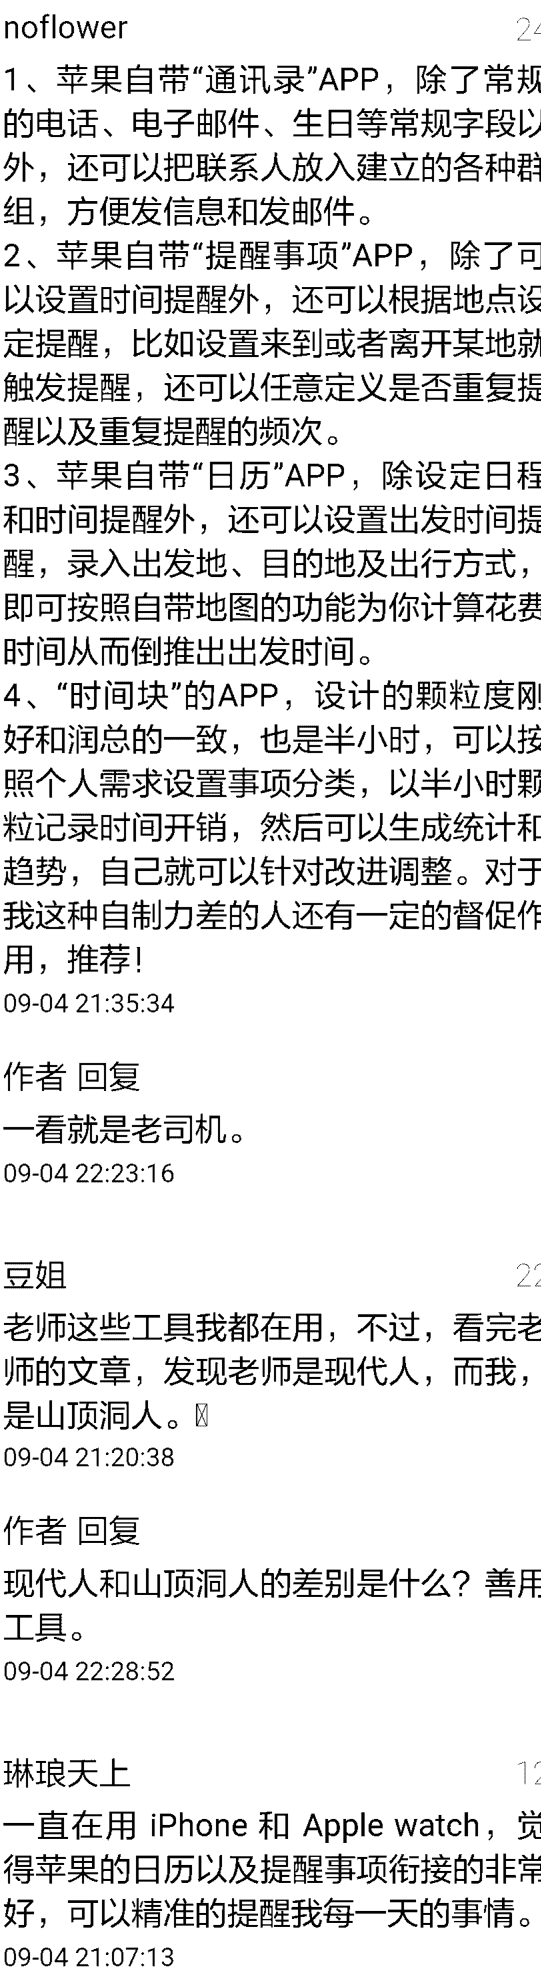 noflower
24
1、苹果自带“通讯录”APP，除了常规
的电话、电子邮件、生日等常规字段以
外，还可以把联系人放入建立的各种群
组，方便发信息和发邮件。
2、苹果自带“提醒事项”APP，除了可
以设置时间提醒外，还可以根据地点设
定提醒，比如设置来到或者离开某地就
触发提醒，还可以任意定义是否重复提
醒以及重复提醒的频次。
3、苹果自带“日历”APP，除设定日程
和时间提醒外，还可以设置出发时间提
醒，录入出发地、目的地及出行方式，
即可按照自带地图的功能为你计算花费
时间从而倒推出出发时间。
4、“时间块”的APP，设计的颗粒度刚
好和润总的一致，也是半小时，可以按
照个人需求设置事项分类，以半小时颗
粒记录时间开销，然后可以生成统计和
趋势，自己就可以针对改进调整。对于
我这种自制力差的人还有一定的督促作
用，推荐！
09-04 21:35:34
作者 回复
一看就是老司机。
09-04 22:23:16
豆姐
22
老师这些工具我都在用，不过，看完老
师的文章，发现老师是现代人，而我，
是山顶洞人。
09-04 21:20:38
作者 回复
现代人和山顶洞人的差别是什么？善用
工具。
09-04 22:28:52
琳琅天上
12
一直在用 iPhone 和 Apple watch，觉
得苹果的日历以及提醒事项衔接的非常
好，可以精准的提醒我每一天的事情。
09-04 21:07:13